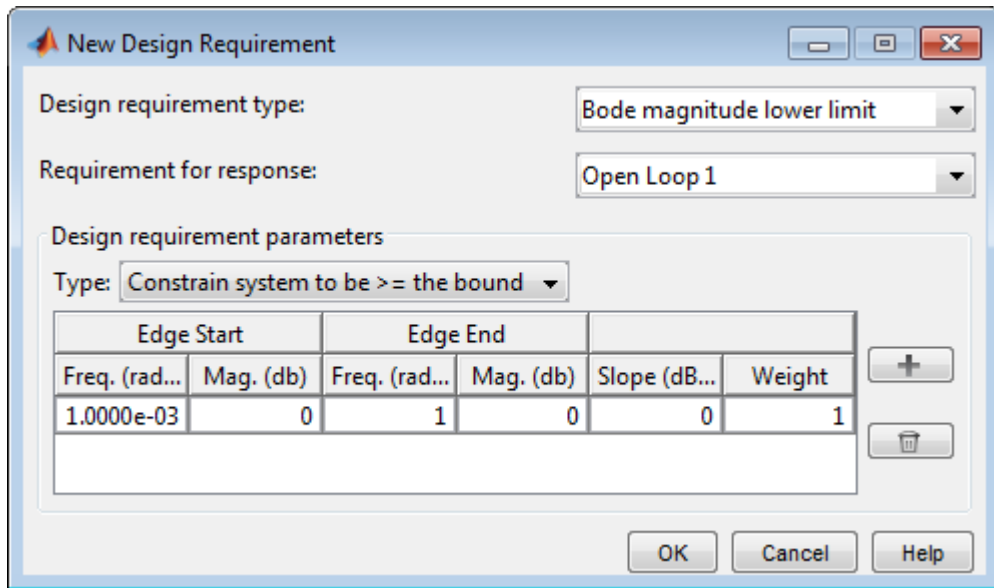 New Design Requirement
Design requirement type: Bode magnitude lower limit
Requirement for response: Open Loop 1
Design requirement parameters
Type: Constrain system to be >= the bound
Edge Start Edge End
Freq. (rad... Mag. (db) Freq. (rad... Mag. (db) Slope (dB... Weight
1.0000e-03 0 1 0 0 1
OK Cancel Help